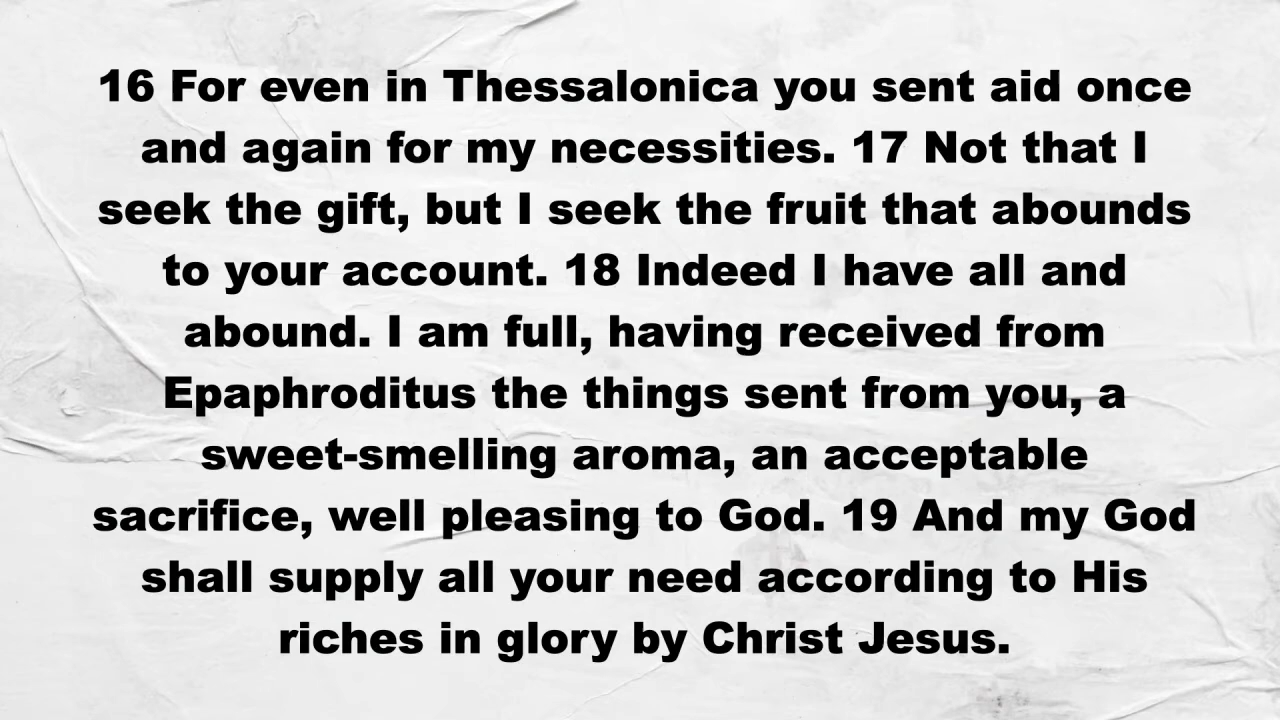 16 For even in Thessalonica you sent aid once
and again for my necessities. 17 Not that I
seek the gift, but I seek the fruit that abounds
to your account. 18 Indeed I have all and
abound. I am full, having received from
Epaphroditus the things sent from you, a
sweet-smelling aroma, an acceptable
sacrifice, well pleasing to God. 19 And my God
shall supply all your need according to His
riches in glory by Christ Jesus.